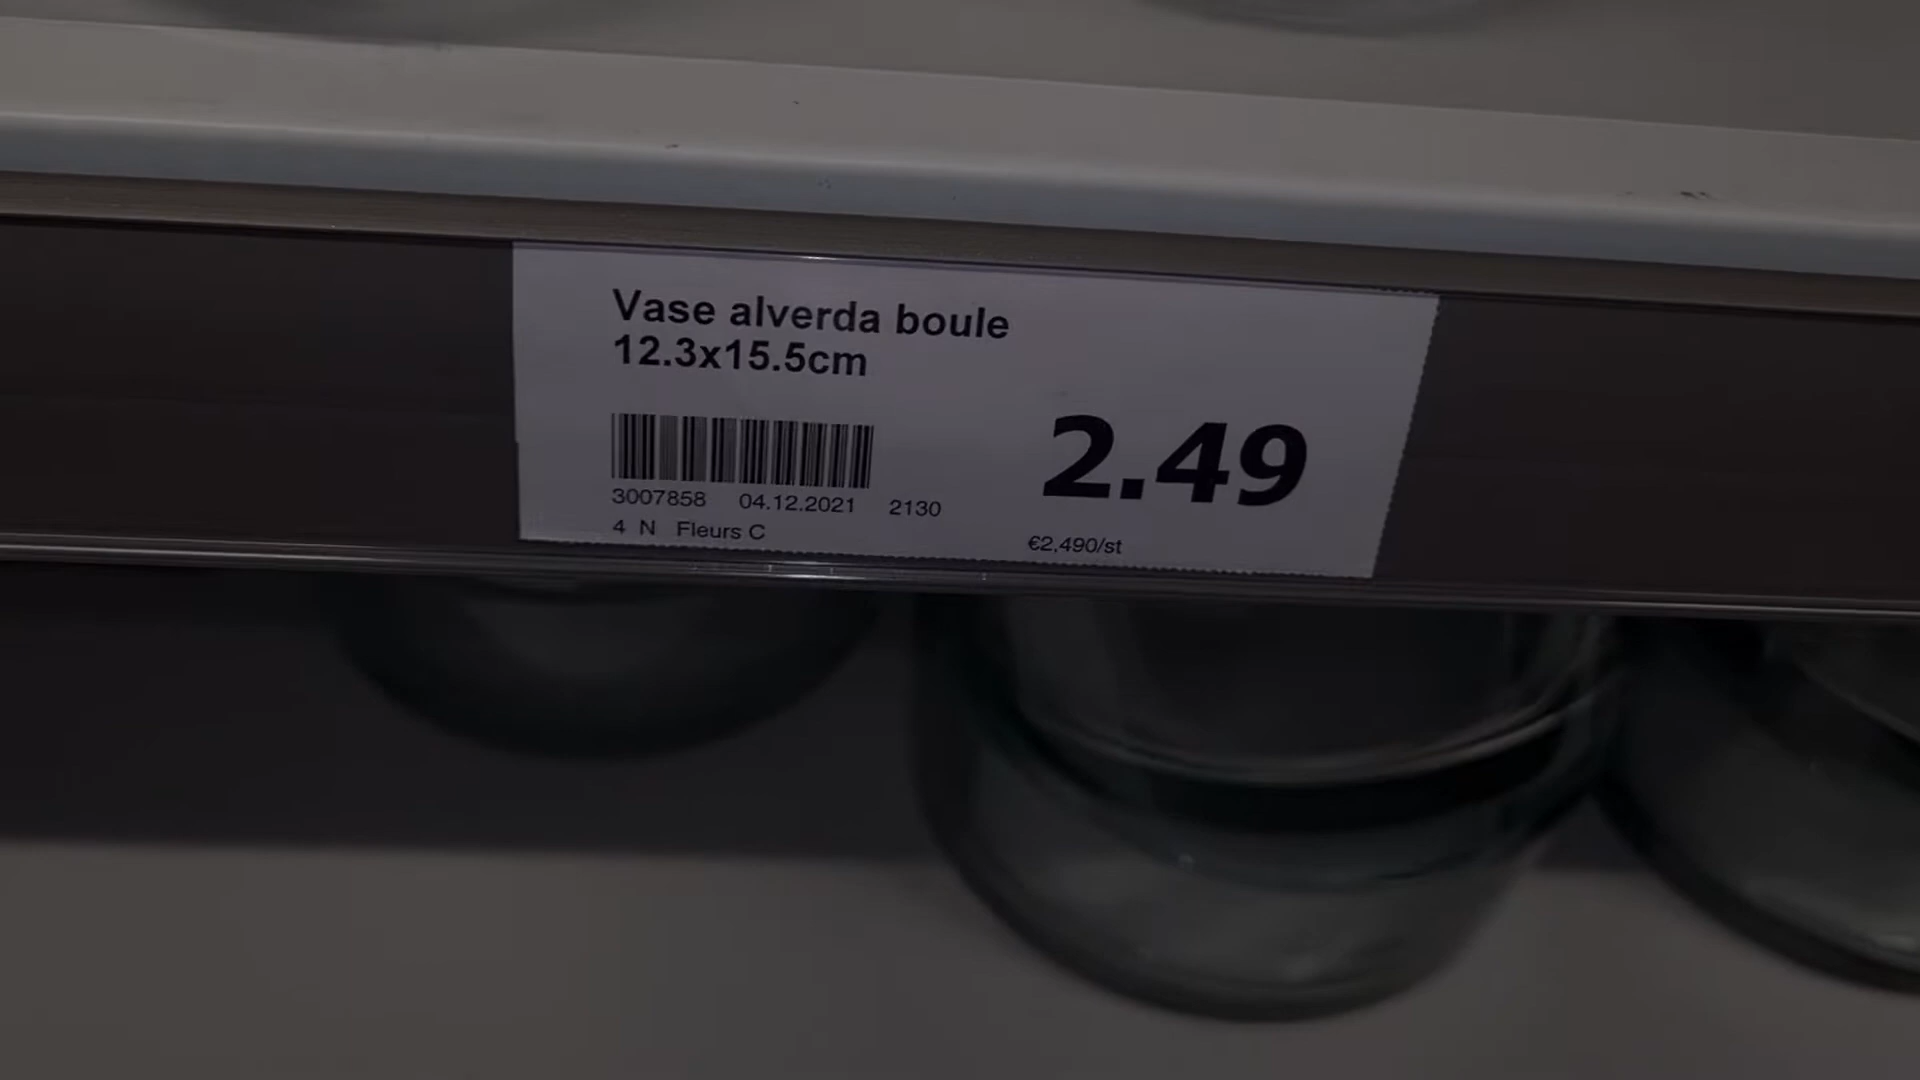 Vase alverda boule
12.3x15.5cm
2.49
3007858 04.12.2021 2130
4 N Fleurs C
€2,490/st